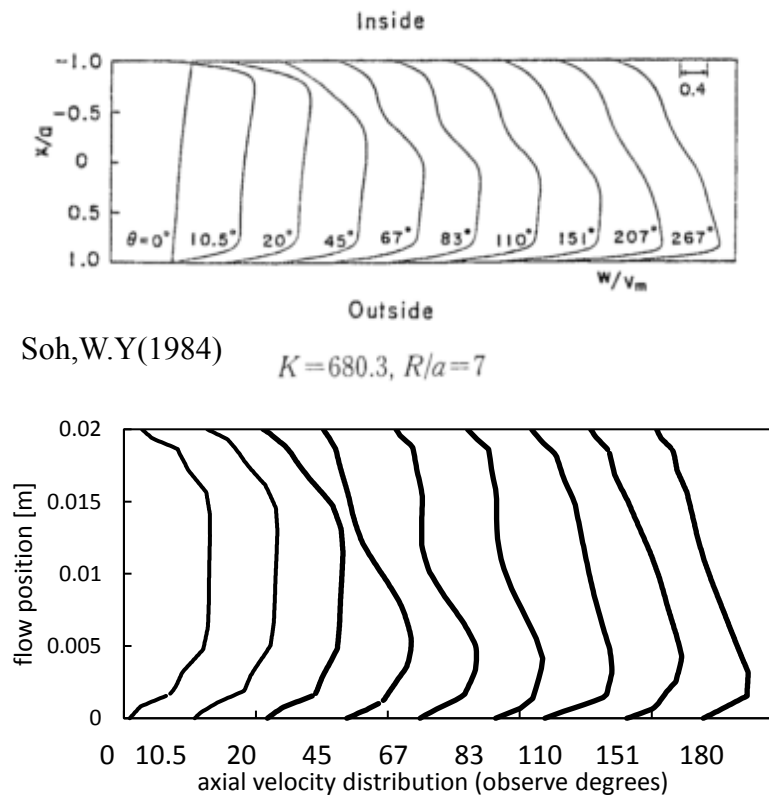 Inside
-1.0
-0.5
0
0.5
1.0
x/a
0.4
θ=0° 10.5° 20° 45° 67° 83° 110° 151° 207° 267°
W/Vm
Outside
Soh,W.Y(1984)
K=680.3, R/a=7
0.02
0.015
0.01
0.005
0
flow position [m]
0 10.5 20 45 67 83 110 151 180
axial velocity distribution (observe degrees)